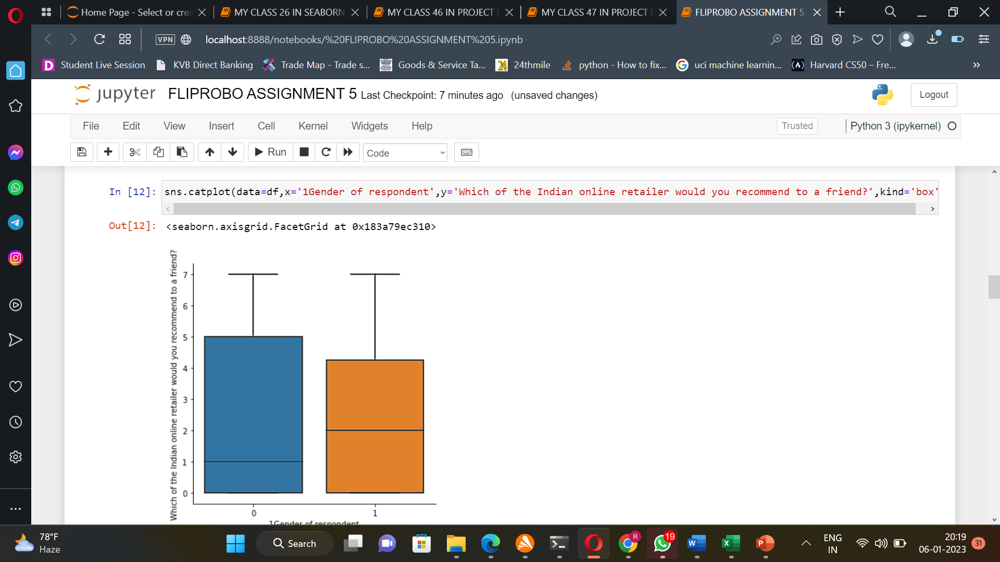 Home Page - Select or crea
MY CLASS 26 IN SEABORN
MY CLASS 46 IN PROJECT
MY CLASS 47 IN PROJECT
FLIPROBO ASSIGNMENT 5
VPN
localhost:8888/notebooks/%20FLIPROBO%20ASSIGNMENT%205.ipynb
D Student Live Session
KVB Direct Banking
Trade Map - Trade s...
Goods & Service Ta...
24 24thmile
python - How to fix...
G uci machine learnin...
Harvard CS50 – Fre...
jupyter FLIPROBO ASSIGNMENT 5 Last Checkpoint: 7 minutes ago (unsaved changes)
Logout
File Edit View Insert Cell Kernel Widgets Help
Trusted
Python 3 (ipykernel)
Run
Code
In [12]: sns.catplot(data=df,x='1Gender of respondent',y='Which of the Indian online retailer would you recommend to a friend?',kind='box'
Out[12]: <seaborn.axisgrid.FacetGrid at 0x183a79ec310>
Which of the Indian online retailer would you recommend to a friend?
7
6
5
4
3
2
1
0
0 1
1Gender of respondent
78°F
Haze
Search
R
19
W
X
P
ENG
IN
20:19
06-01-2023
31